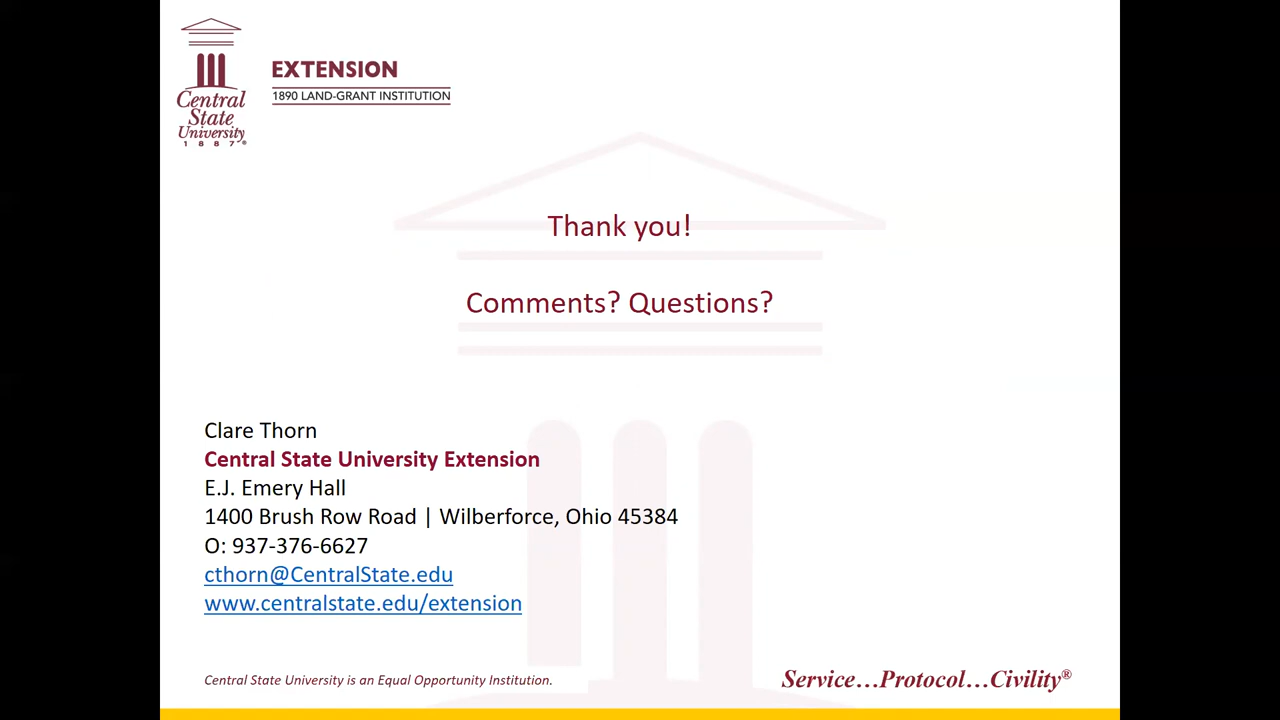 EXTENSION
1890 LAND-GRANT INSTITUTION
Central
State
University
1887®
Thank you!
Comments? Questions?
Clare Thorn
Central State University Extension
E.J. Emery Hall
1400 Brush Row Road | Wilberforce, Ohio 45384
O: 937-376-6627
cthorn@CentralState.edu
www.centralstate.edu/extension
Central State University is an Equal Opportunity Institution.
Service...Protocol...Civility®